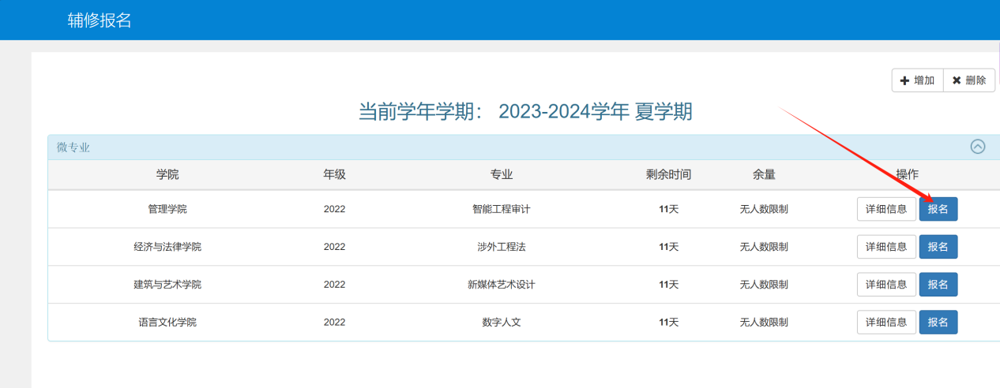 辅修报名
增加 删除
当前学年学期： 2023-2024学年 夏学期
微专业
学院 年级 专业 剩余时间 余量 操作
管理学院 2022 智能工程审计 11天 无人数限制 详细信息 报名
经济与法律学院 2022 涉外工程法 11天 无人数限制 详细信息 报名
建筑与艺术学院 2022 新媒体艺术设计 11天 无人数限制 详细信息 报名
语言文化学院 2022 数字人文 11天 无人数限制 详细信息 报名